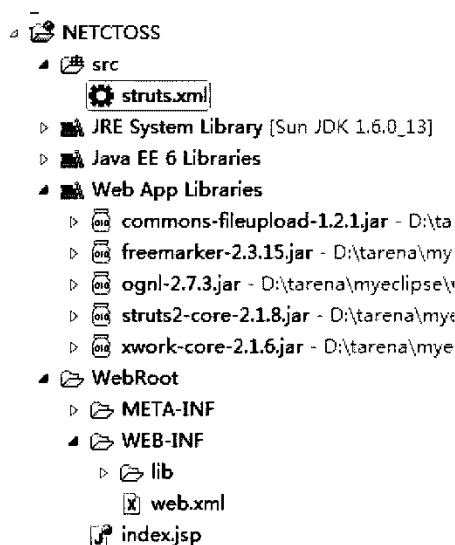 NETCTOSS
src
struts.xml
JRE System Library [Sun JDK 1.6.0_13]
Java EE 6 Libraries
Web App Libraries
commons-fileupload-1.2.1.jar - D:\ta
freemarker-2.3.15.jar - D:\tarena\my
ognl-2.7.3.jar - D:\tarena\myeclipse\
struts2-core-2.1.8.jar - D:\tarena\mye
xwork-core-2.1.6.jar - D:\tarena\mye
WebRoot
META-INF
WEB-INF
lib
web.xml
index.jsp